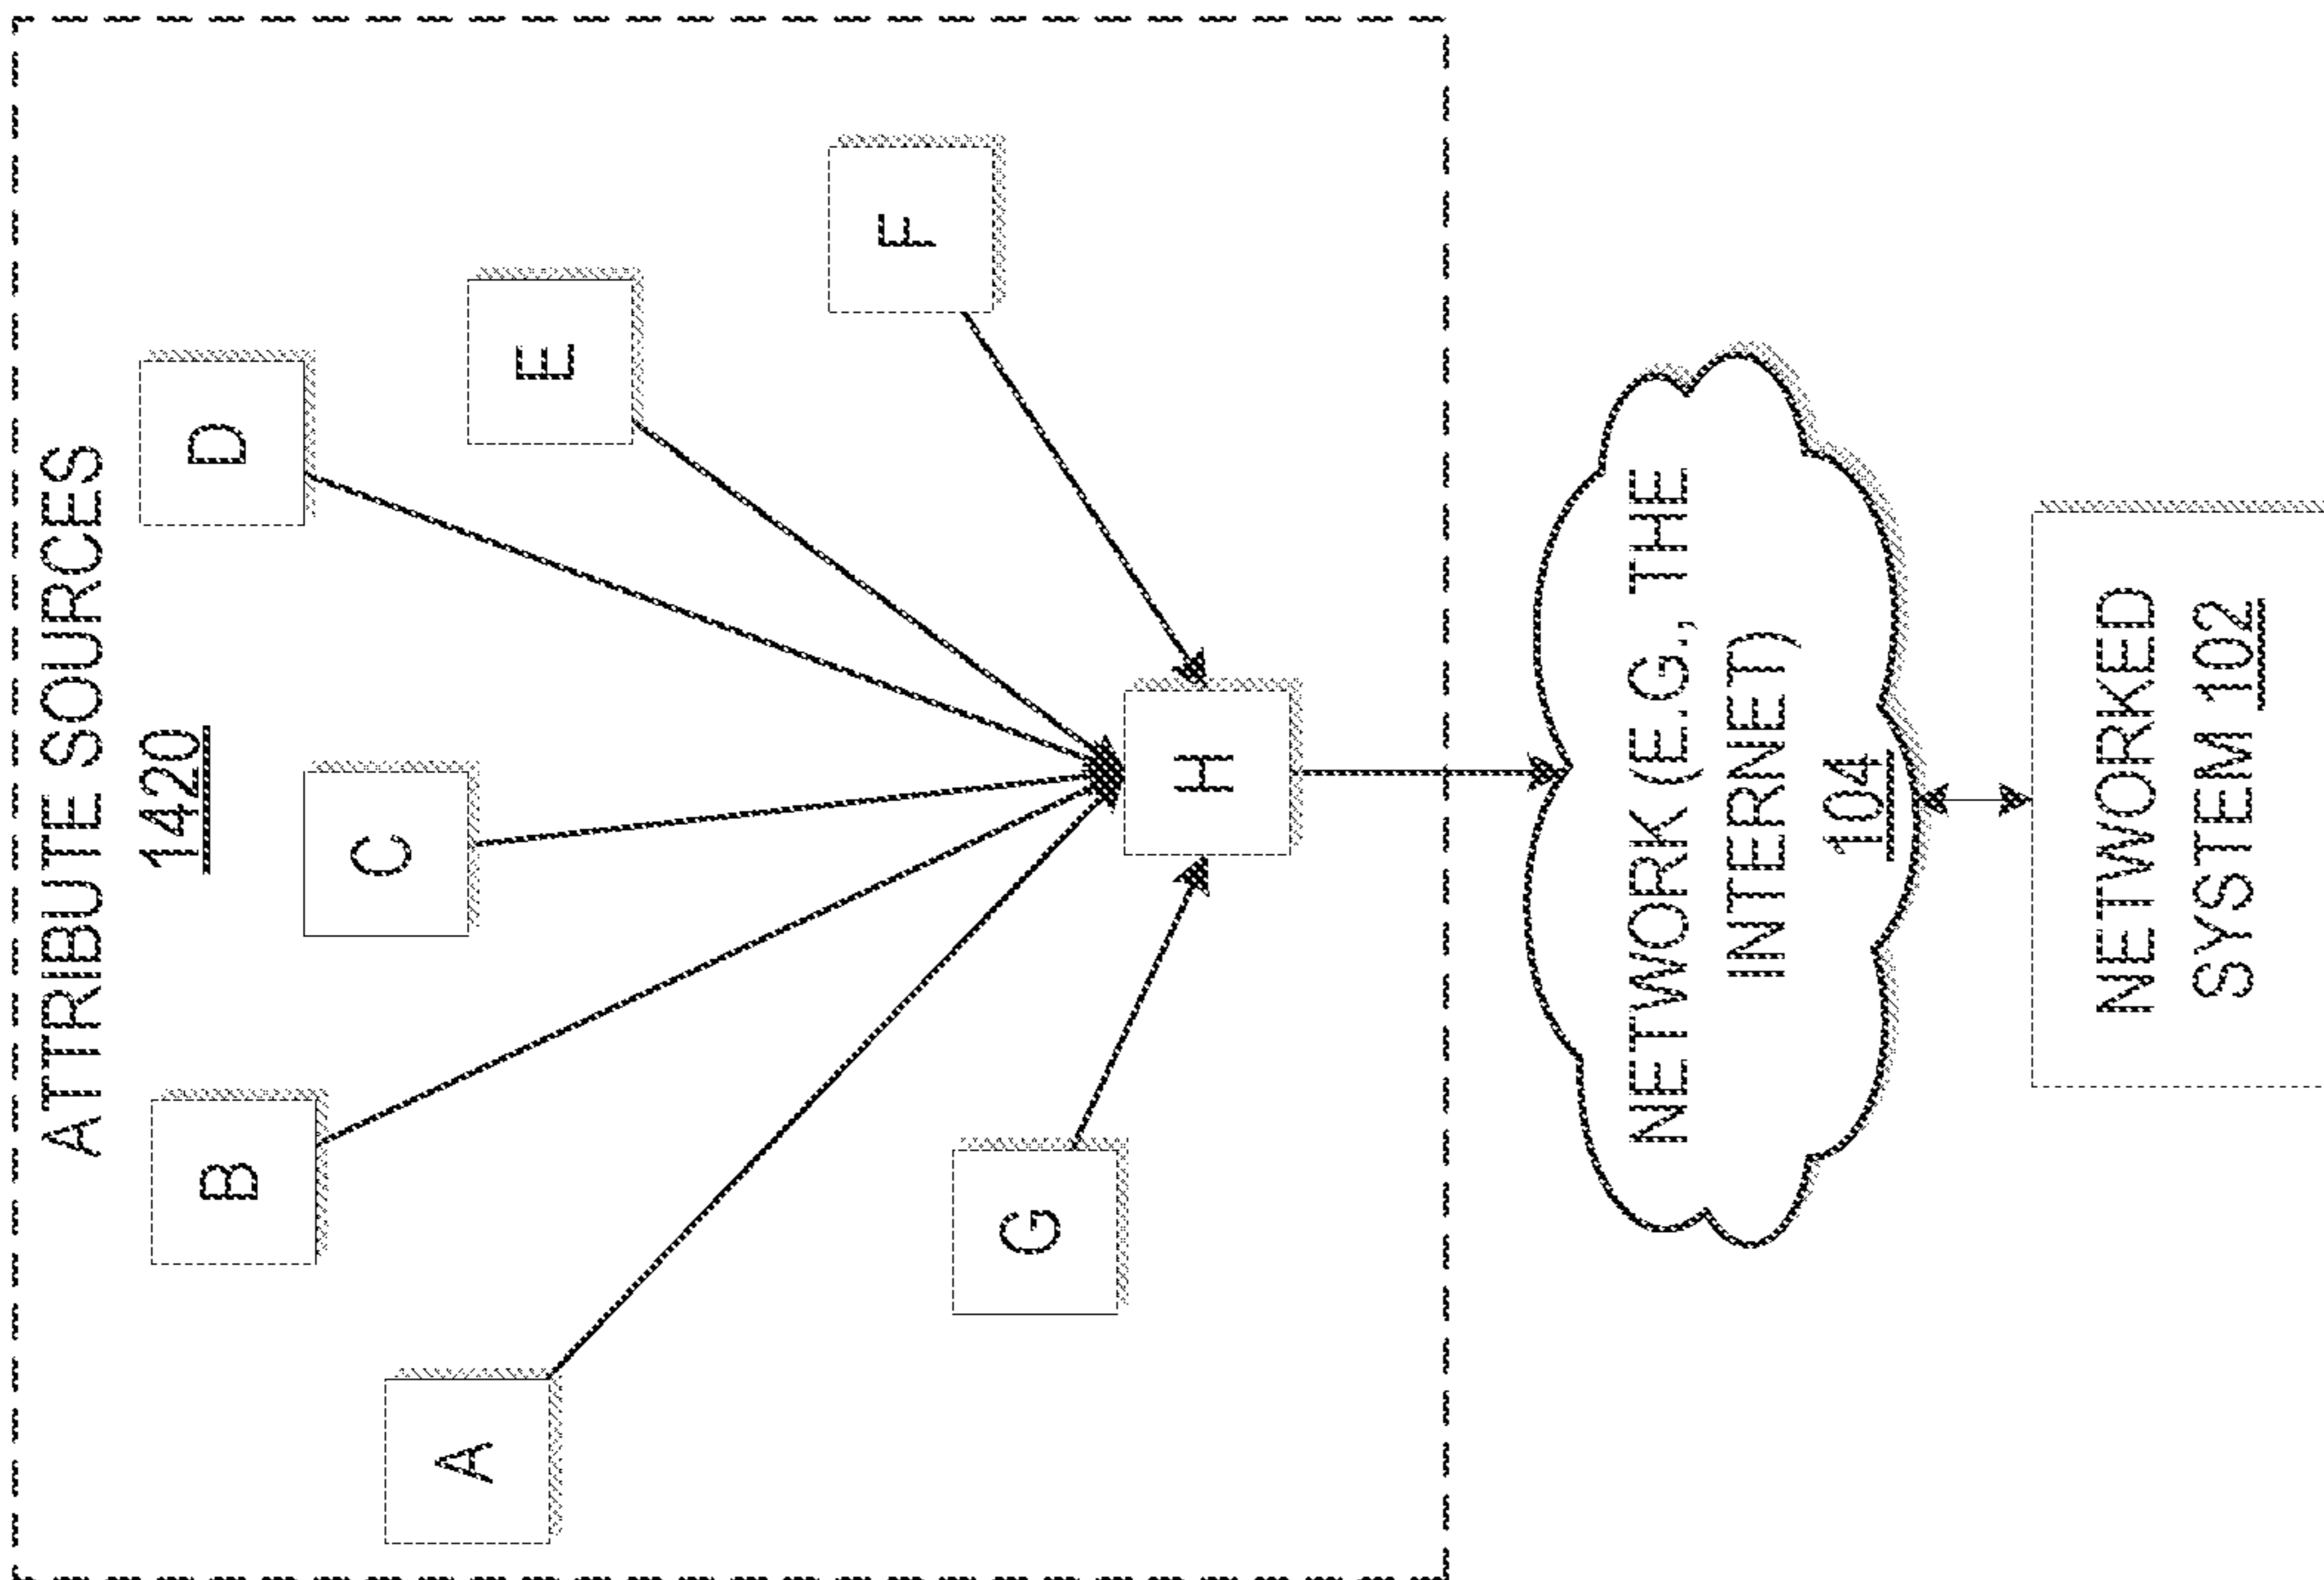 ATTRIBUTE SOURCES
1420
A
B
C
D
E
F
G
H
NETWORK (E.G., THE
INTERNET)
104
NETWORKED
SYSTEM 102